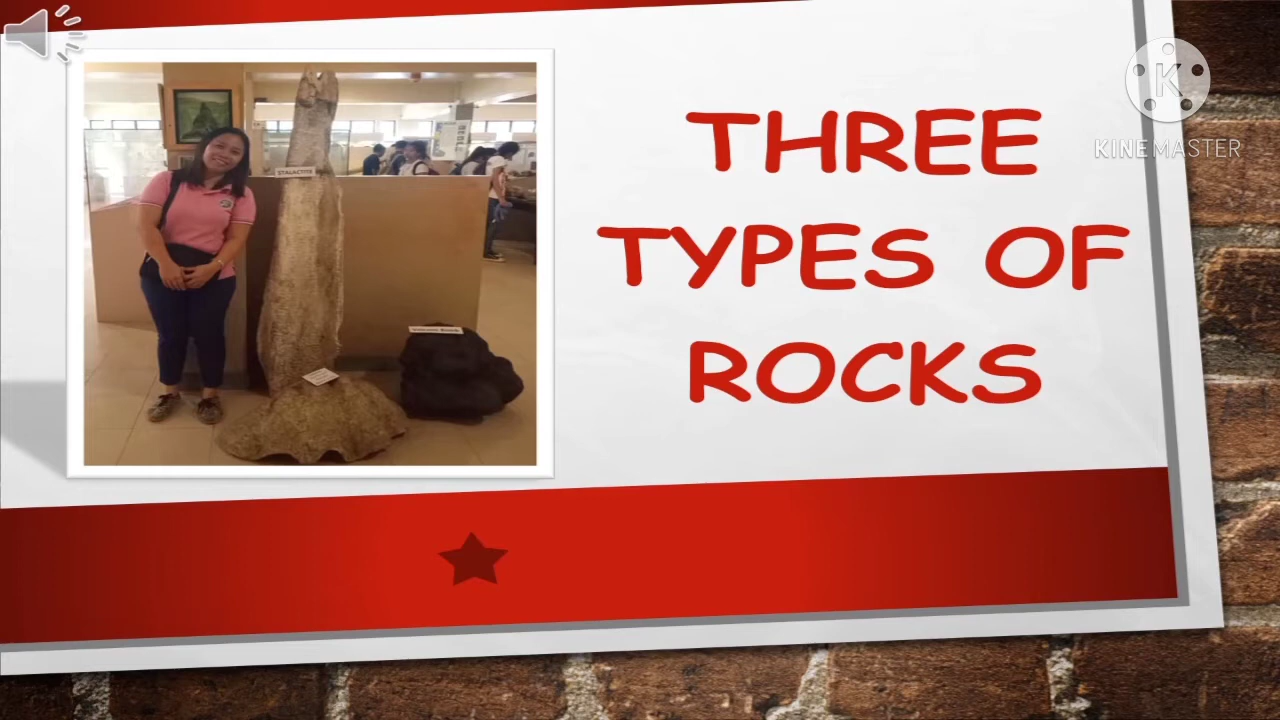 THREE
TYPES OF
ROCKS
KINEMASTER
K
STALACTITE